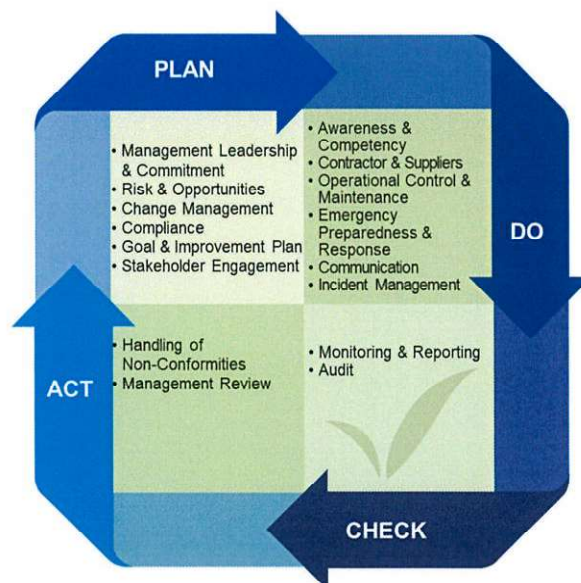 PLAN
• Management Leadership
& Commitment
• Risk & Opportunities
• Change Management
• Compliance
• Goal & Improvement Plan
• Stakeholder Engagement
• Awareness &
Competency
• Contractor & Suppliers
• Operational Control &
Maintenance
• Emergency
Preparedness &
Response
• Communication
• Incident Management
DO
• Handling of
Non-Conformities
• Management Review
• Monitoring & Reporting
• Audit
ACT
CHECK